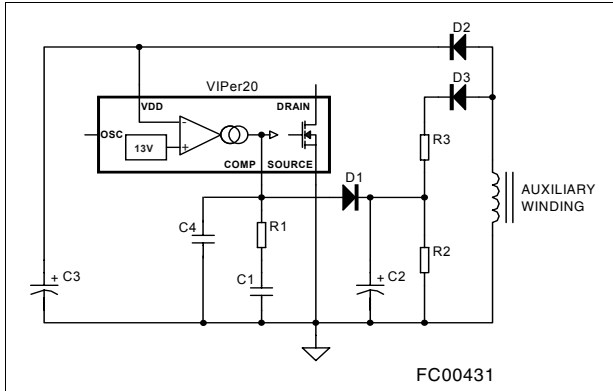 D2
D3
VIPer20
VDD
DRAIN
OSC
-
13V
+
COMP SOURCE
R3
D1
AUXILIARY
WINDING
C4
R1
R2
+
C3
C1
+
C2
FC00431